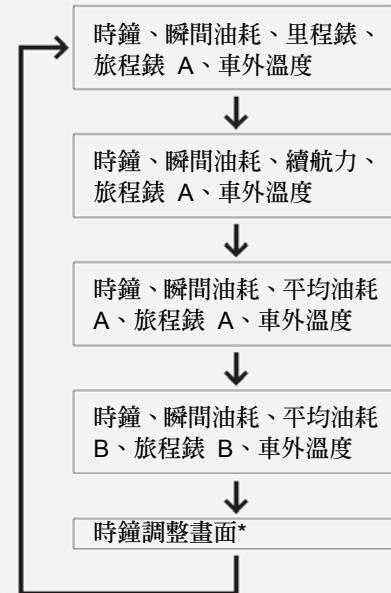 時鐘、瞬間油耗、里程錶、
旅程錶 A、車外溫度
時鐘、瞬間油耗、續航力、
旅程錶 A、車外溫度
時鐘、瞬間油耗、平均油耗
A、旅程錶 A、車外溫度
時鐘、瞬間油耗、平均油耗
B、旅程錶 B、車外溫度
時鐘調整畫面*